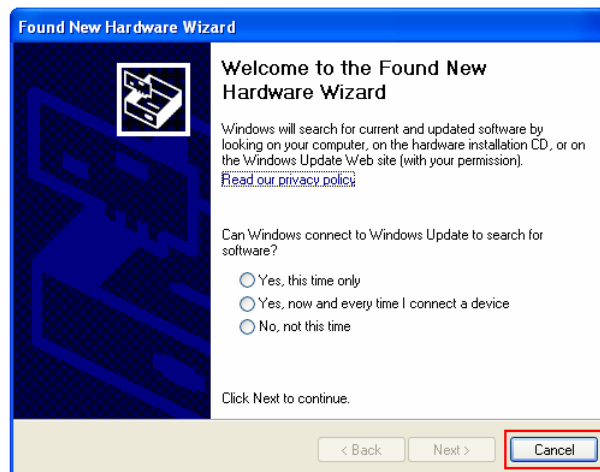 Found New Hardware Wizard
Welcome to the Found New
Hardware Wizard
Windows will search for current and updated software by
looking on your computer, on the hardware installation CD, or on
the Windows Update Web site (with your permission).
Read our privacy policy
Can Windows connect to Windows Update to search for
software?
Yes, this time only
Yes, now and every time I connect a device
No, not this time
Click Next to continue.
< Back
Next >
Cancel